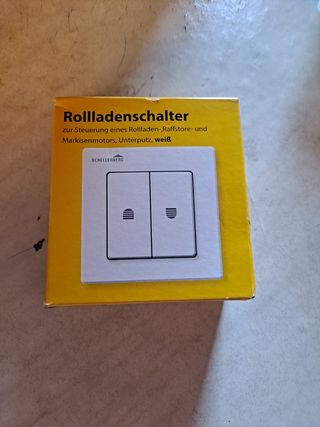 Rollladenschalter
zur Steuerung eines Rollladen-,Raffstore- und
Markisenmotors, Unterputz, weiß
SCHELLENBERG